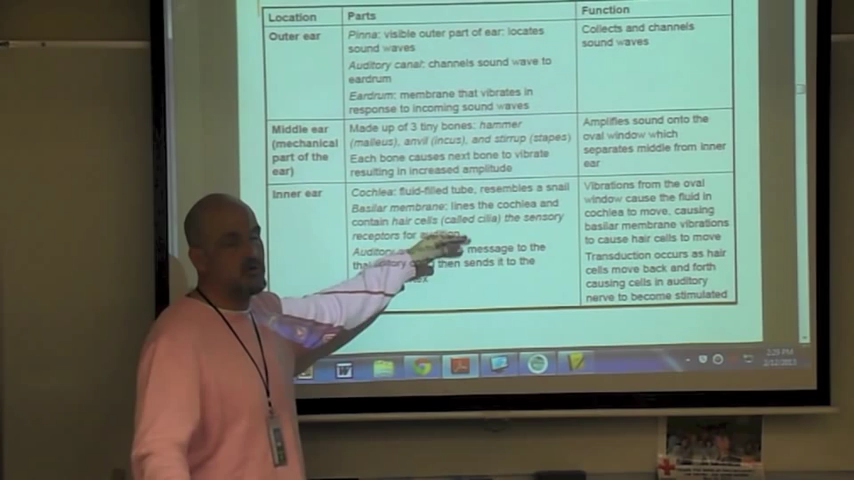 Location Parts Function
Outer ear
Pinna: visible outer part of ear: locates
sound waves
Auditory canal: channels sound wave to
eardrum
Eardrum: membrane that vibrates in
response to incoming sound waves
Collects and channels
sound waves
Middle ear
(mechanical
part of the
ear)
Made up of 3 tiny bones: hammer
(malleus), anvil (incus), and stirrup (stapes)
Each bone causes next bone to vibrate
resulting in increased amplitude
Amplifies sound onto the
oval window which
separates middle from inner
ear
Inner ear
Cochlea: fluid-filled tube, resembles a snail
Basilar membrane: lines the cochlea and
contain hair cells (called cilia) the sensory
receptors for
Auditory message to the
then sends it to the
Vibrations from the oval
window cause the fluid in
cochlea to move, causing
basilar membrane vibrations
to cause hair cells to move
Transduction occurs as hair
cells move back and forth
causing cells in auditory
nerve to become stimulated
2:29 PM